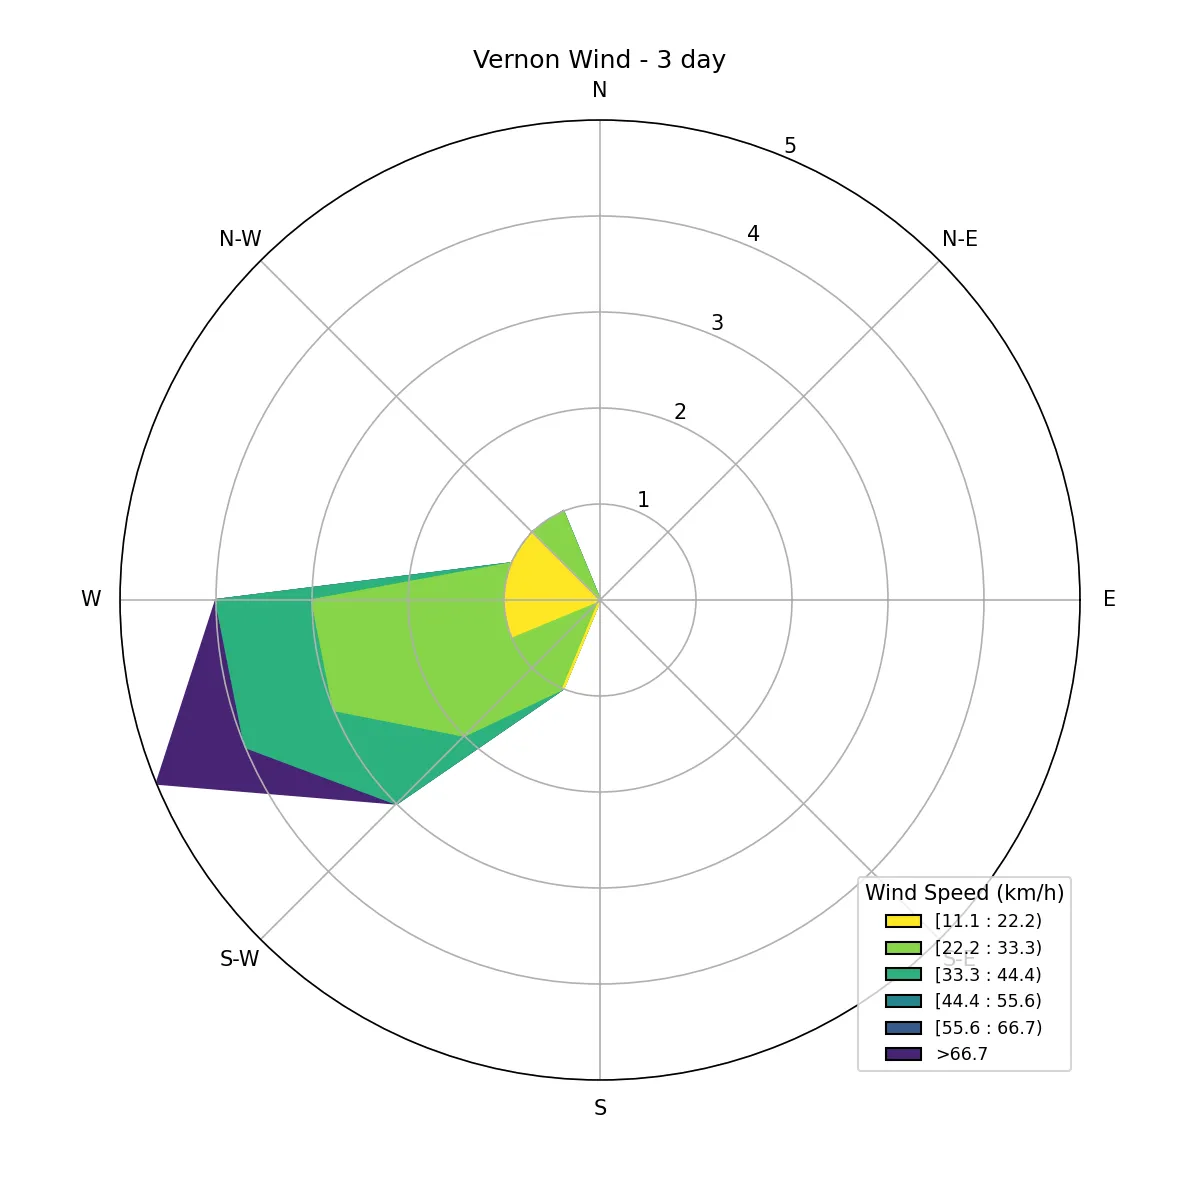 Vernon Wind - 3 day
N
5
N-W
4
N-E
3
2
1
W
E
S-W
S-E
S
Wind Speed (km/h)
[11.1 : 22.2)
[22.2 : 33.3)
[33.3 : 44.4)
[44.4 : 55.6)
[55.6 : 66.7)
>66.7